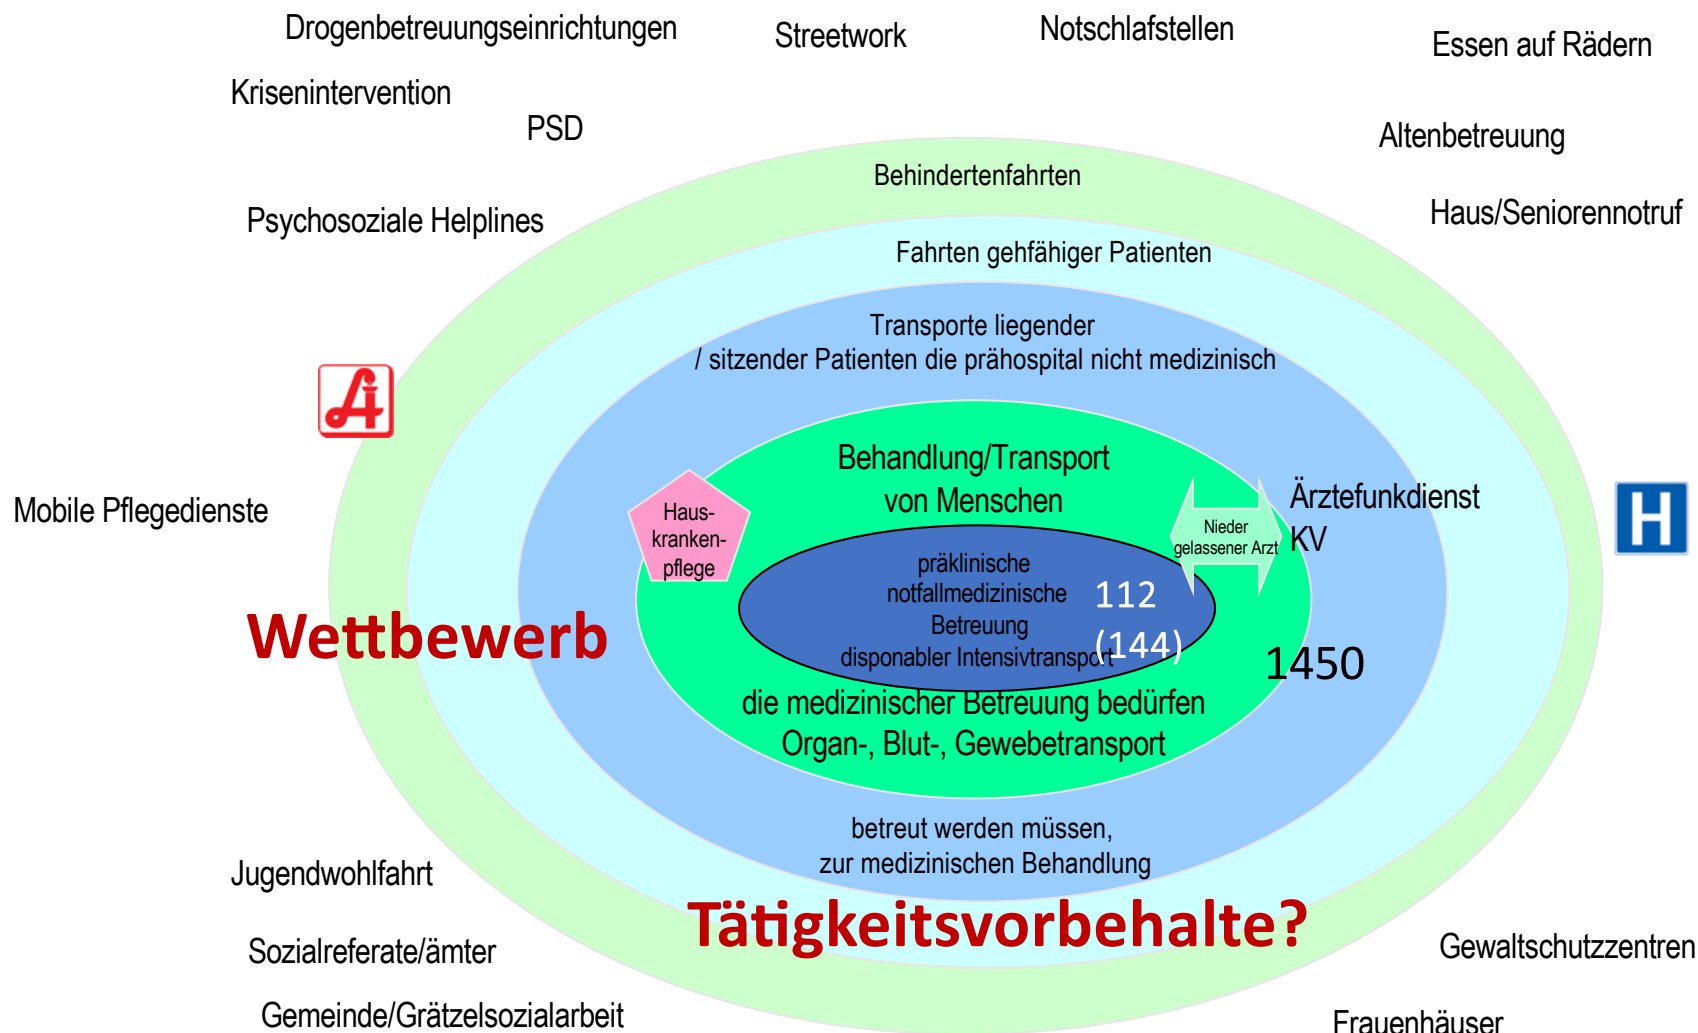 Drogenbetreuungseinrichtungen
Streetwork
Notschlafstellen
Essen auf Rädern
Krisenintervention
PSD
Altenbetreuung
Behindertenfahrten
Psychosoziale Helplines
Haus/Seniorennotruf
Fahrten gehfähiger Patienten
Transporte liegender
/ sitzender Patienten die prähospital nicht medizinisch
Behandlung/Transport
von Menschen
Mobile Pflegedienste
Haus-
kranken-
pflege
Nieder
gelassener Arzt
Ärztefunkdienst
KV
H
präklinische
notfallmedizinische
Betreuung
disponabler Intensivtransport
112
(144)
Wettbewerb
1450
die medizinischer Betreuung bedürfen
Organ-, Blut-, Gewebetransport
betreut werden müssen,
zur medizinischen Behandlung
Jugendwohlfahrt
Tätigkeitsvorbehalte?
Sozialreferate/ämter
Gewaltschutzzentren
Gemeinde/Grätzelsozialarbeit
Frauenhäuser